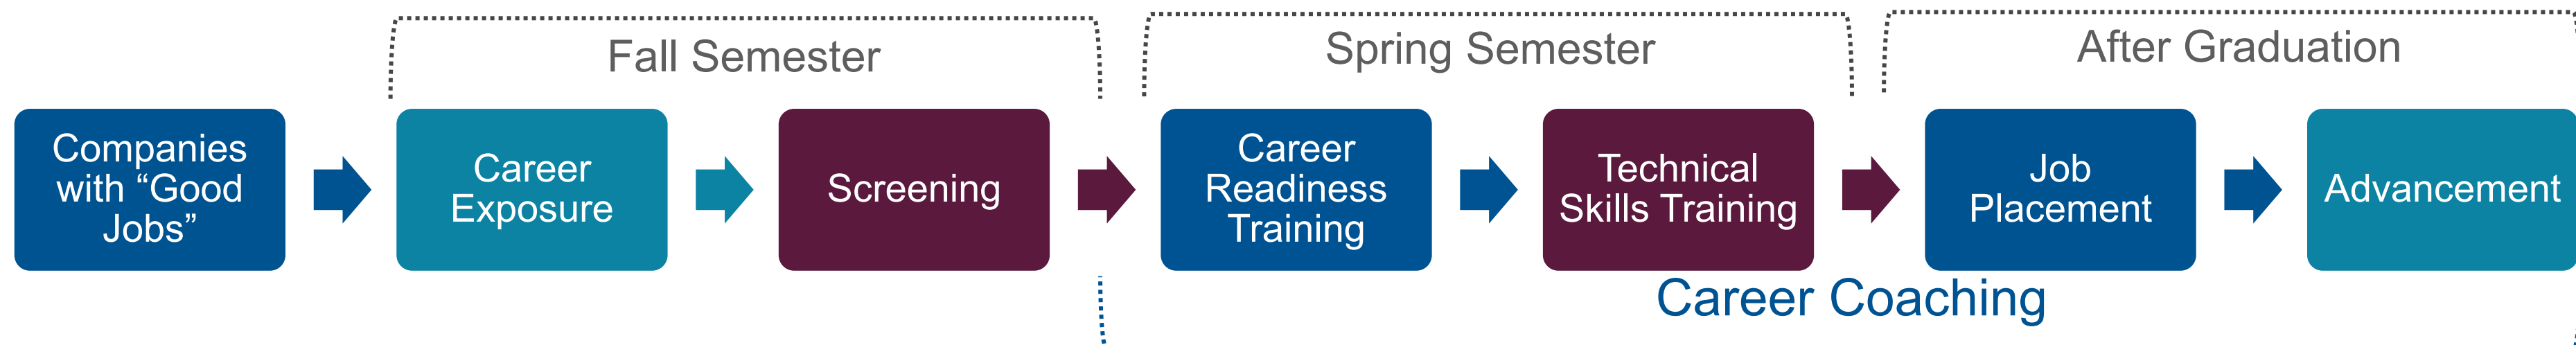 Fall Semester
Spring Semester
After Graduation
Companies
with “Good
Jobs”
Career
Exposure
Screening
Career
Readiness
Training
Technical
Skills Training
Job
Placement
Advancement
Career Coaching